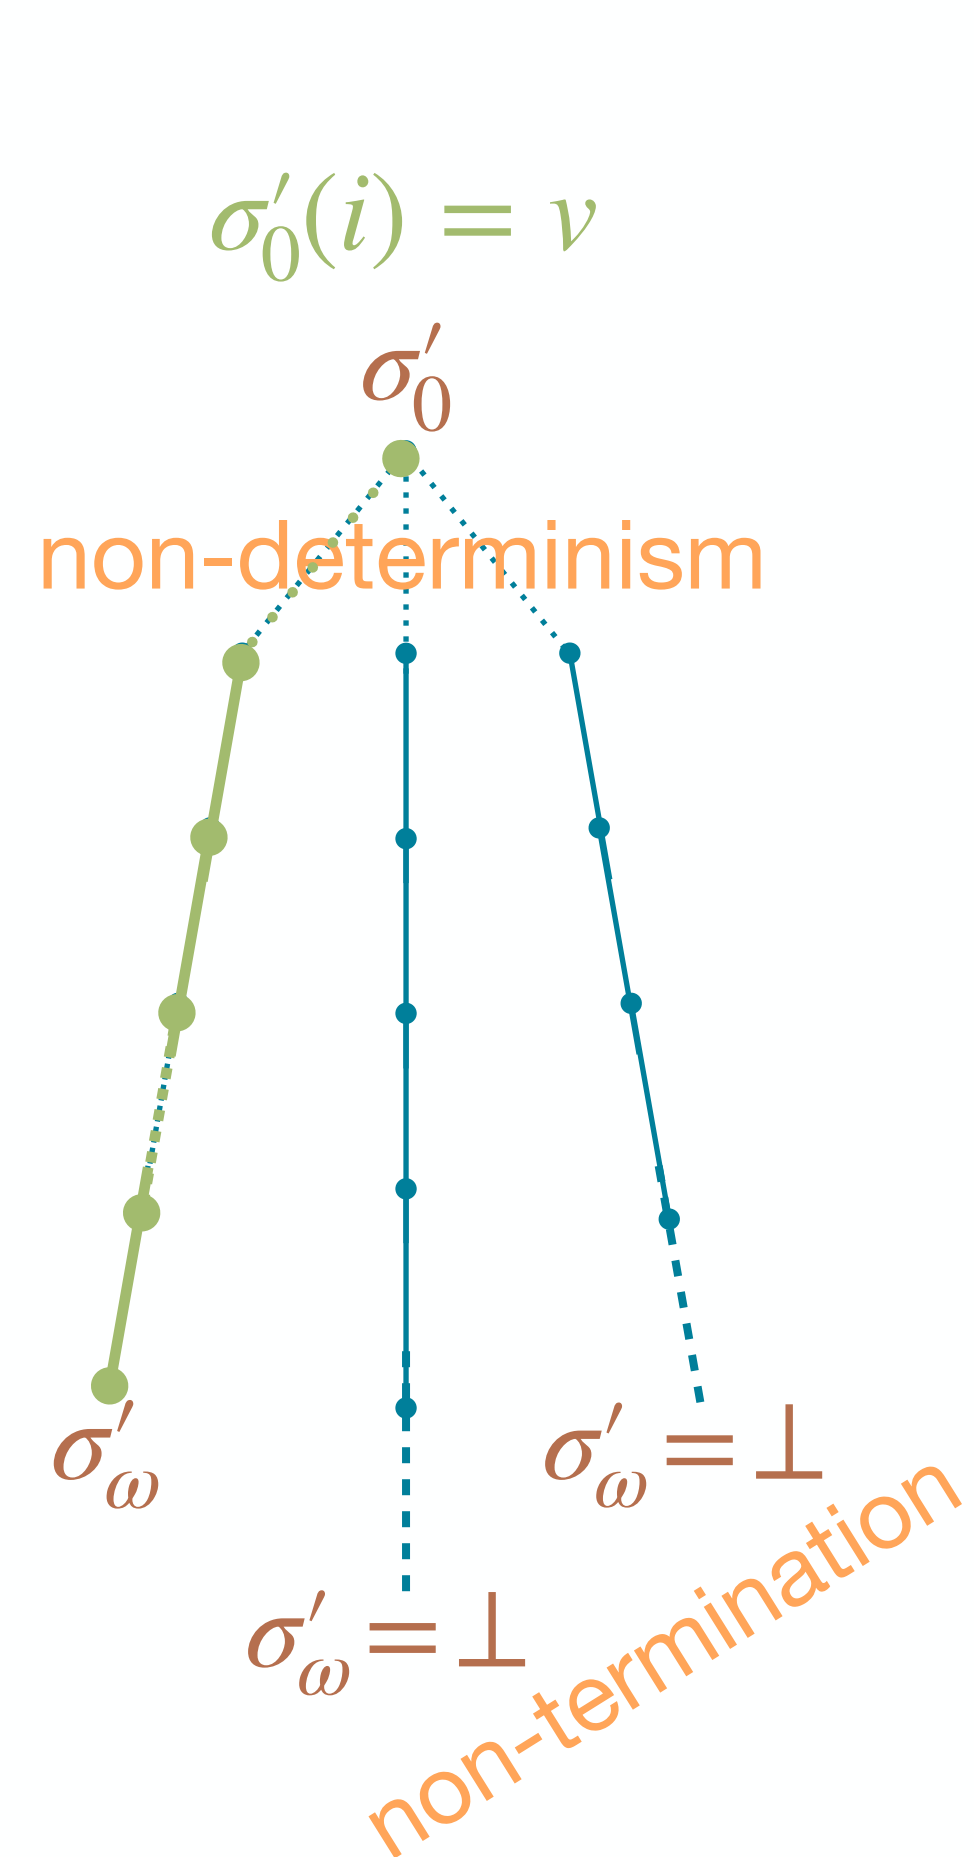 σ′₀(i) = v
σ′₀
non-determinism
σ′_ω
σ′_ω = ⊥
σ′_ω = ⊥
non-termination